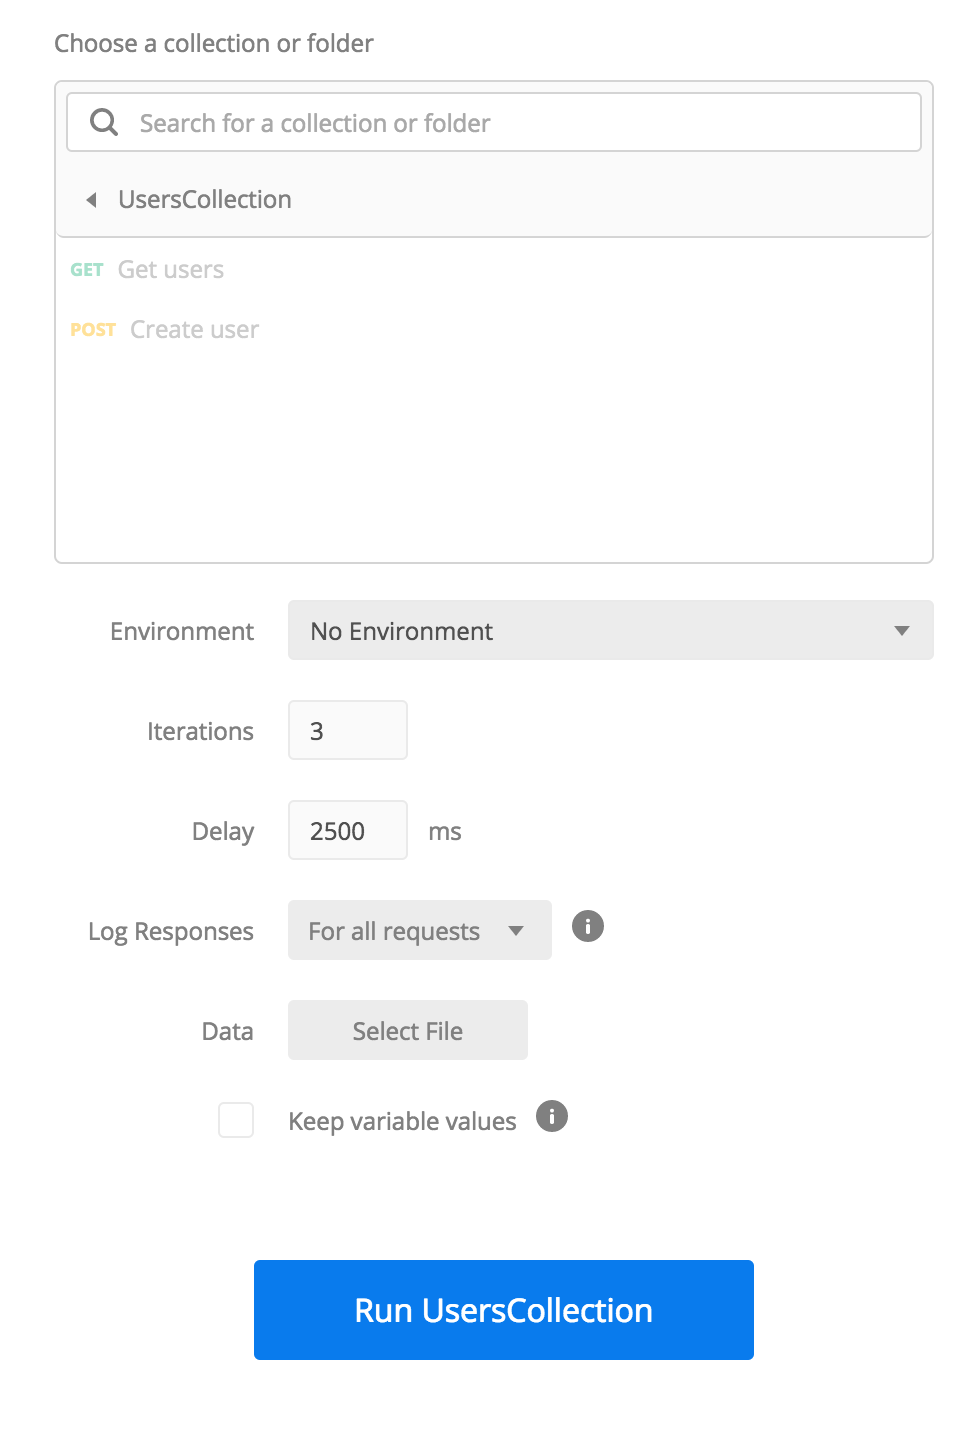 Choose a collection or folder
Search for a collection or folder
UsersCollection
GET Get users
POST Create user
Environment No Environment
Iterations 3
Delay 2500 ms
Log Responses For all requests
Data Select File
Keep variable values
Run UsersCollection